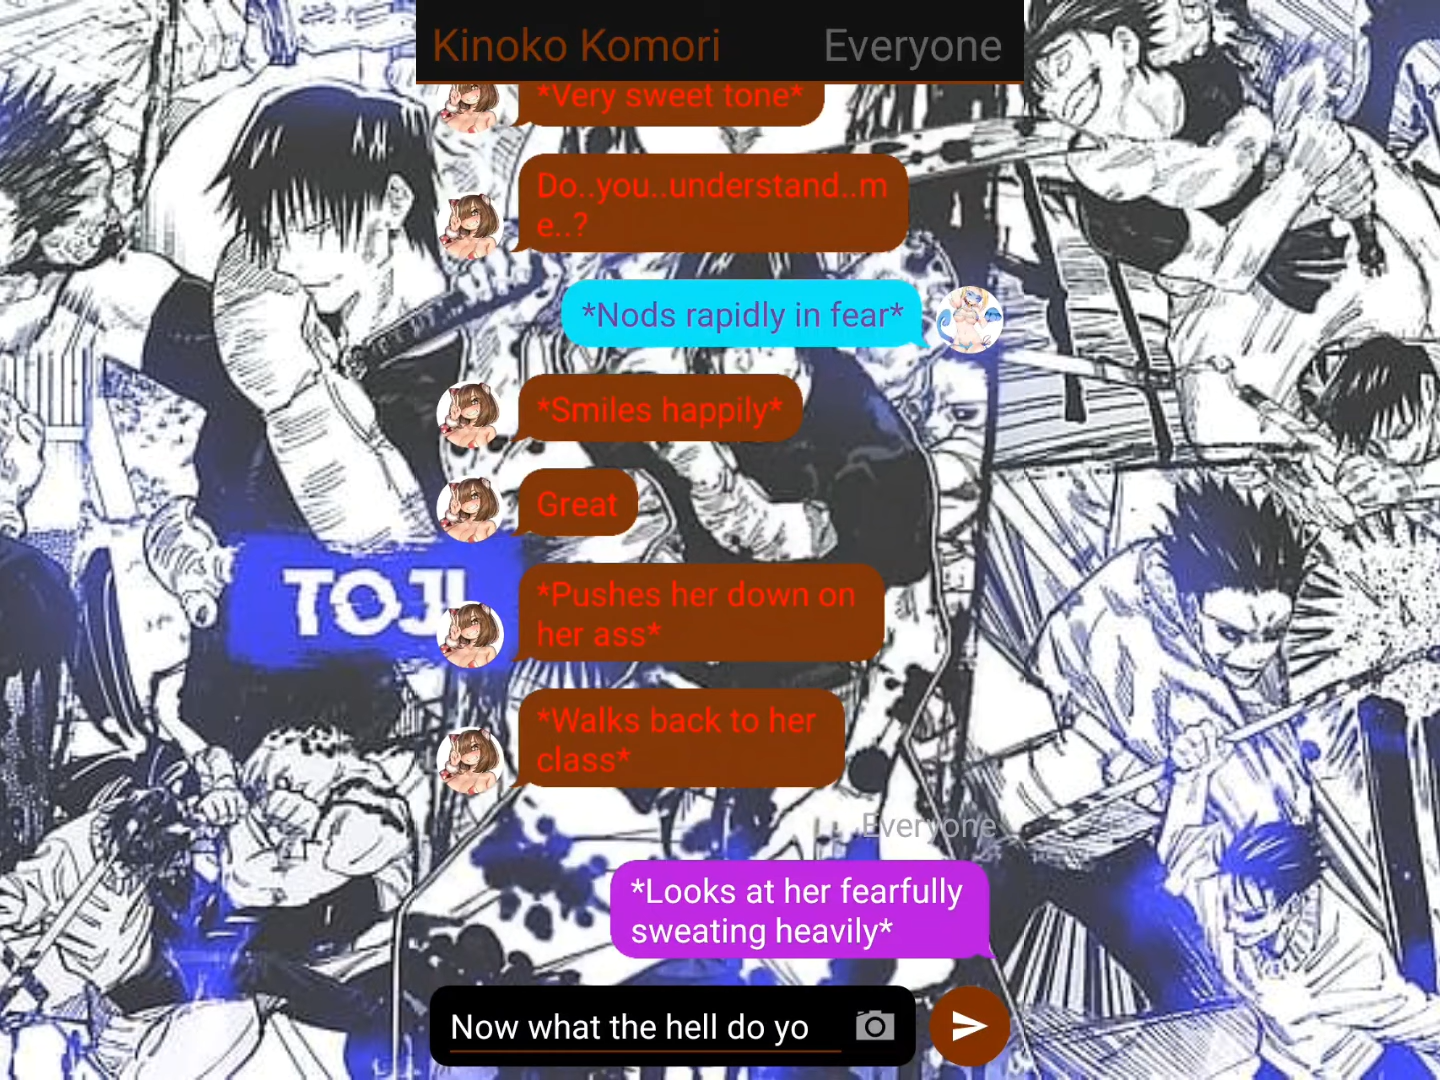 Kinoko Komori
Everyone
*Very sweet tone*
Do..you..understand..m
e..?
*Nods rapidly in fear*
*Smiles happily*
Great
TOJI
*Pushes her down on
her ass*
*Walks back to her
class*
Everyone
*Looks at her fearfully
sweating heavily*
Now what the hell do yo